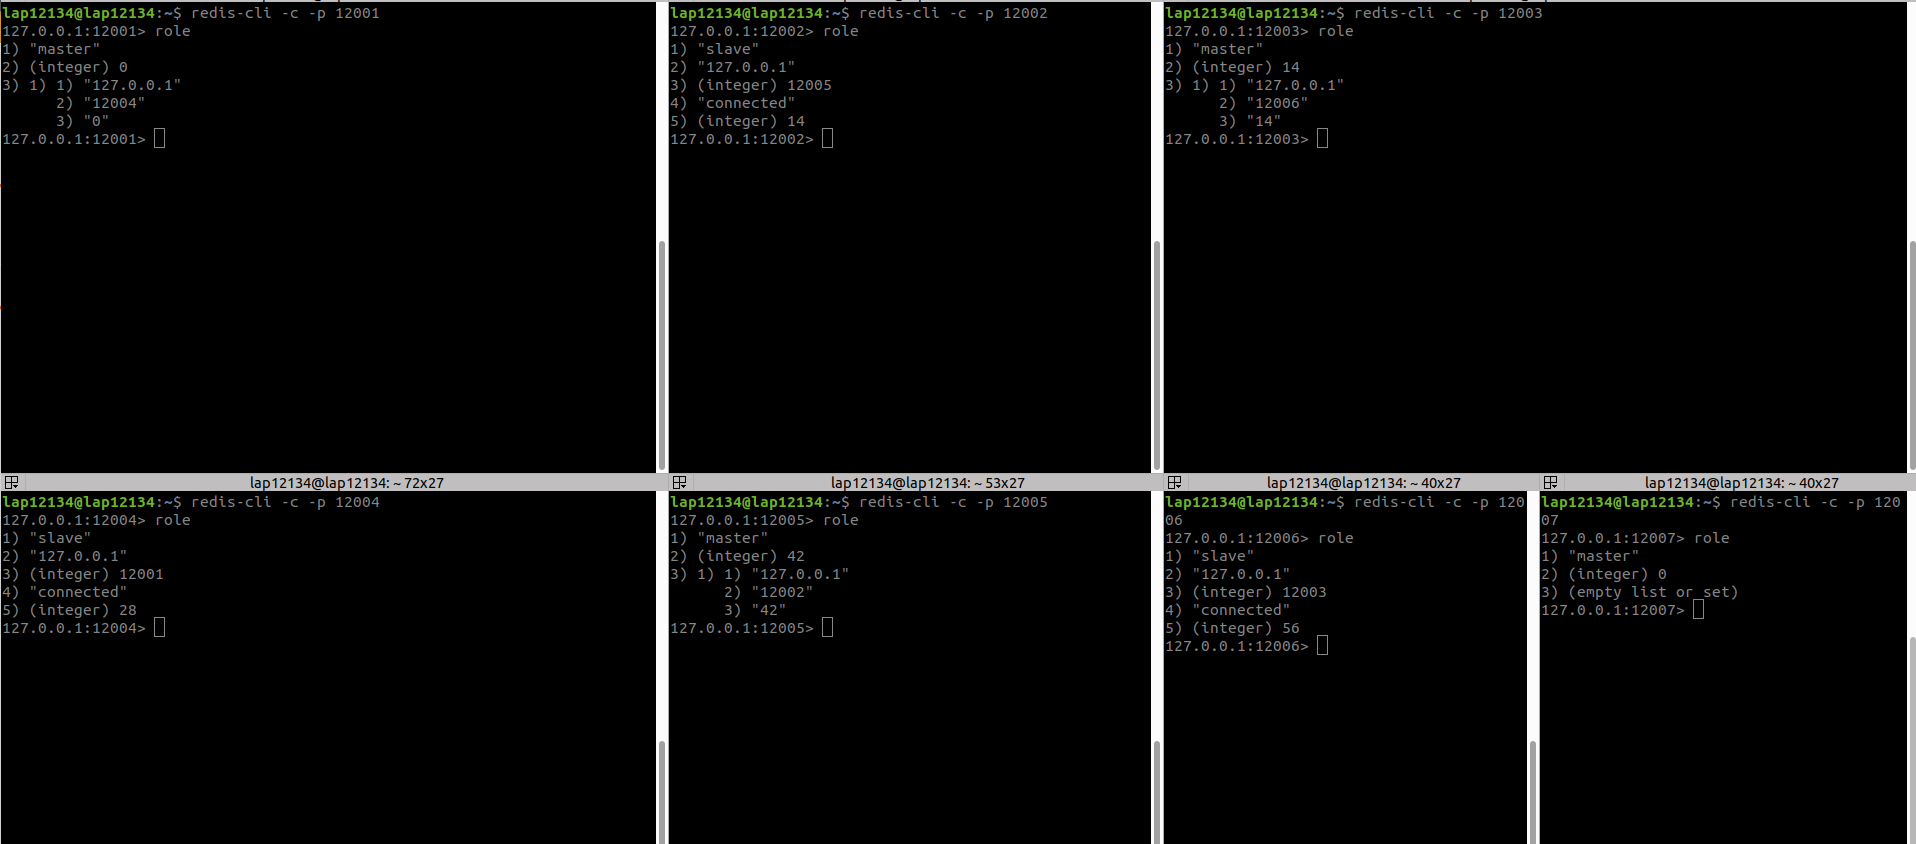 lap12134@lap12134:~$ redis-cli -c -p 12001
127.0.0.1:12001> role
1) "master"
2) (integer) 0
3) 1) 1) "127.0.0.1"
      2) "12004"
      3) "0"
127.0.0.1:12001>
lap12134@lap12134:~$ redis-cli -c -p 12002
127.0.0.1:12002> role
1) "slave"
2) "127.0.0.1"
3) (integer) 12005
4) "connected"
5) (integer) 14
127.0.0.1:12002>
lap12134@lap12134:~$ redis-cli -c -p 12003
127.0.0.1:12003> role
1) "master"
2) (integer) 14
3) 1) 1) "127.0.0.1"
      2) "12006"
      3) "14"
127.0.0.1:12003>
lap12134@lap12134: ~ 72x27
lap12134@lap12134:~$ redis-cli -c -p 12004
127.0.0.1:12004> role
1) "slave"
2) "127.0.0.1"
3) (integer) 12001
4) "connected"
5) (integer) 28
127.0.0.1:12004>
lap12134@lap12134: ~ 53x27
lap12134@lap12134:~$ redis-cli -c -p 12005
127.0.0.1:12005> role
1) "master"
2) (integer) 42
3) 1) 1) "127.0.0.1"
      2) "12002"
      3) "42"
127.0.0.1:12005>
lap12134@lap12134: ~ 40x27
lap12134@lap12134:~$ redis-cli -c -p 120
06
127.0.0.1:12006> role
1) "slave"
2) "127.0.0.1"
3) (integer) 12003
4) "connected"
5) (integer) 56
127.0.0.1:12006>
lap12134@lap12134: ~ 40x27
lap12134@lap12134:~$ redis-cli -c -p 120
07
127.0.0.1:12007> role
1) "master"
2) (integer) 0
3) (empty list or set)
127.0.0.1:12007>